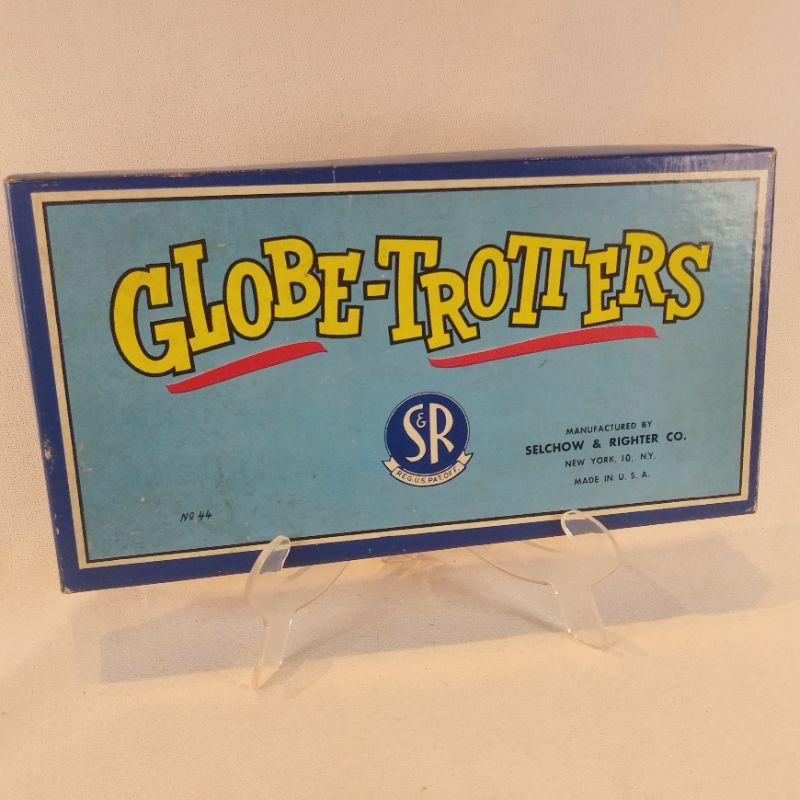 GLOBE-TROTTERS
S&R
REG. U.S. PAT. OFF.
MANUFACTURED BY
SELCHOW & RIGHTER CO.
NEW YORK, 10, N.Y.
MADE IN U. S. A.
No 44